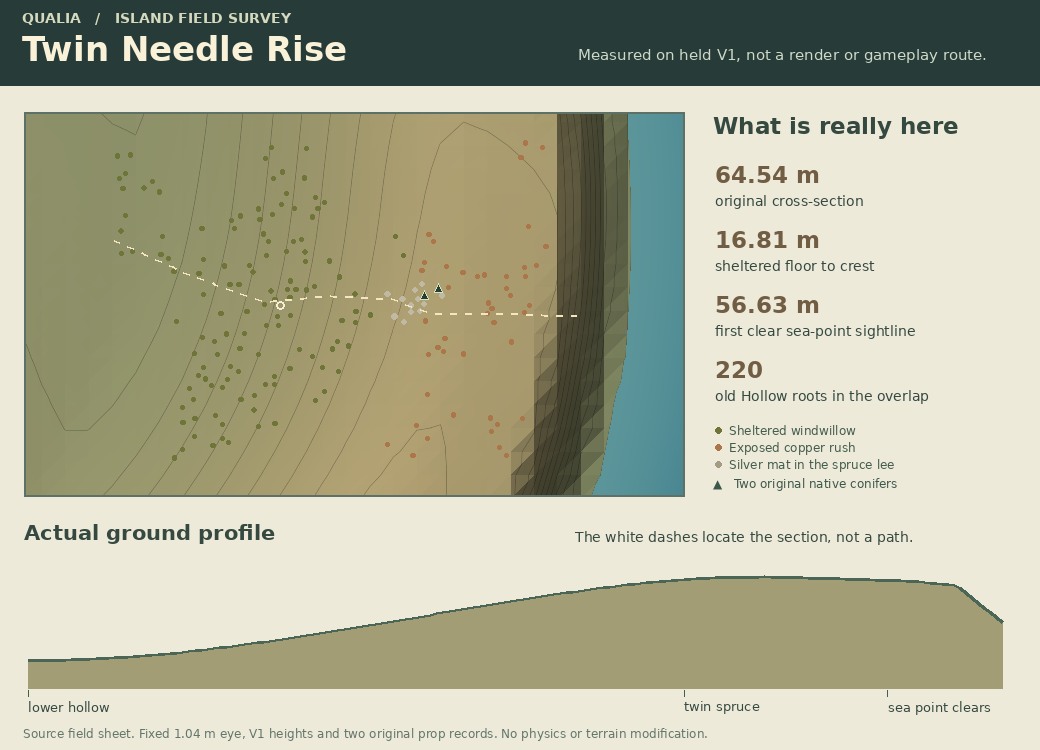 QUALIA / ISLAND FIELD SURVEY
Twin Needle Rise
Measured on held V1, not a render or gameplay route.
What is really here
64.54 m
original cross-section
16.81 m
sheltered floor to crest
56.63 m
first clear sea-point sightline
220
old Hollow roots in the overlap
Sheltered windwillow
Exposed copper rush
Silver mat in the spruce lee
Two original native conifers
Actual ground profile
The white dashes locate the section, not a path.
lower hollow
twin spruce
sea point clears
Source field sheet. Fixed 1.04 m eye, V1 heights and two original prop records. No physics or terrain modification.